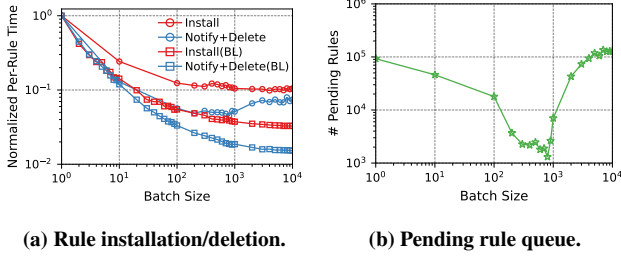 Normalized Per-Rule Time
10⁰
10⁻¹
10⁻²
Install
Notify+Delete
Install(BL)
Notify+Delete(BL)
10⁰ 10¹ 10² 10³ 10⁴
Batch Size
(a) Rule installation/deletion.
# Pending Rules
10⁶
10⁵
10⁴
10³
10⁰ 10¹ 10² 10³ 10⁴
Batch Size
(b) Pending rule queue.